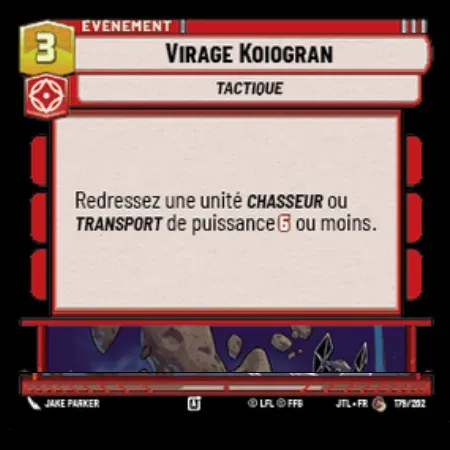 EVENEMENT
3
VIRAGE KOIOGRAN
TACTIQUE
Redressez une unité CHASSEUR ou
TRANSPORT de puissance 6 ou moins.
JAKE PARKER
© LFL © FFG
JTL • FR
179/262